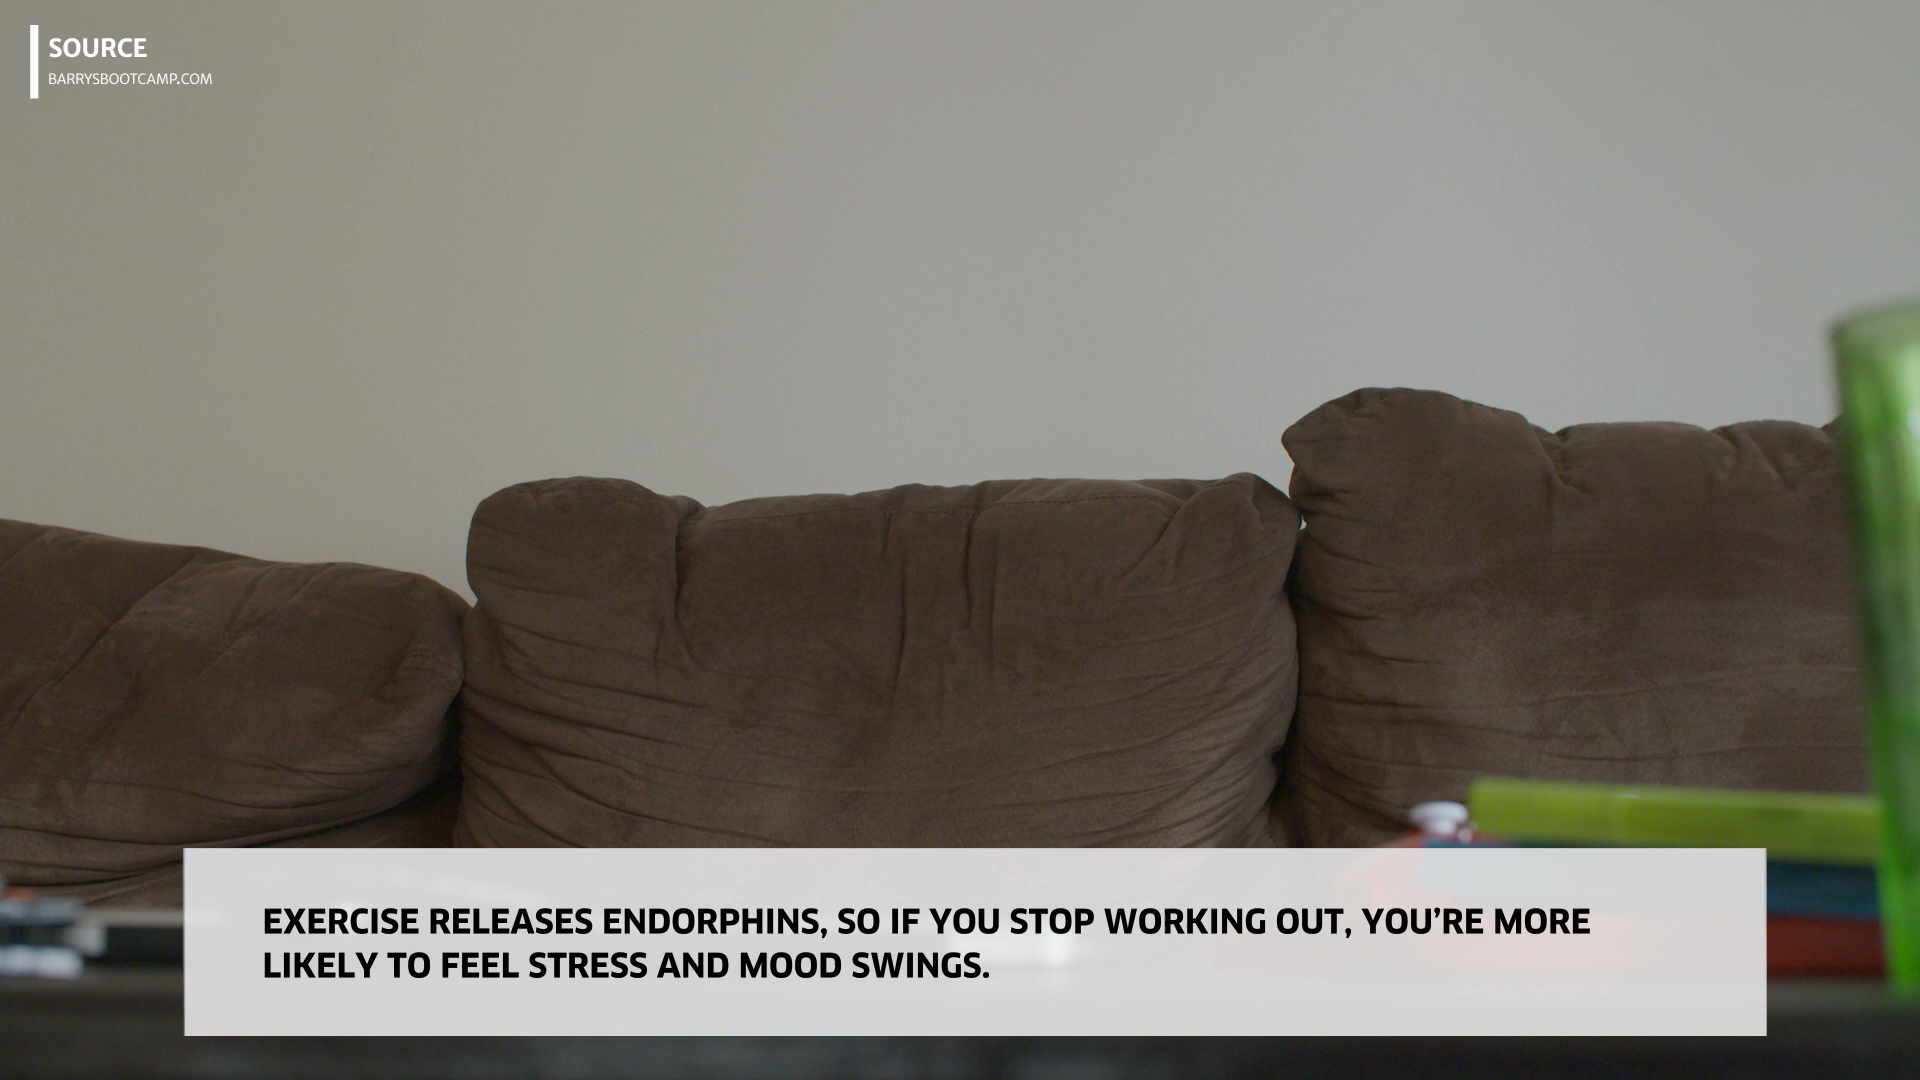 SOURCE
BARRYSBOOTCAMP.COM
EXERCISE RELEASES ENDORPHINS, SO IF YOU STOP WORKING OUT, YOU’RE MORE
LIKELY TO FEEL STRESS AND MOOD SWINGS.